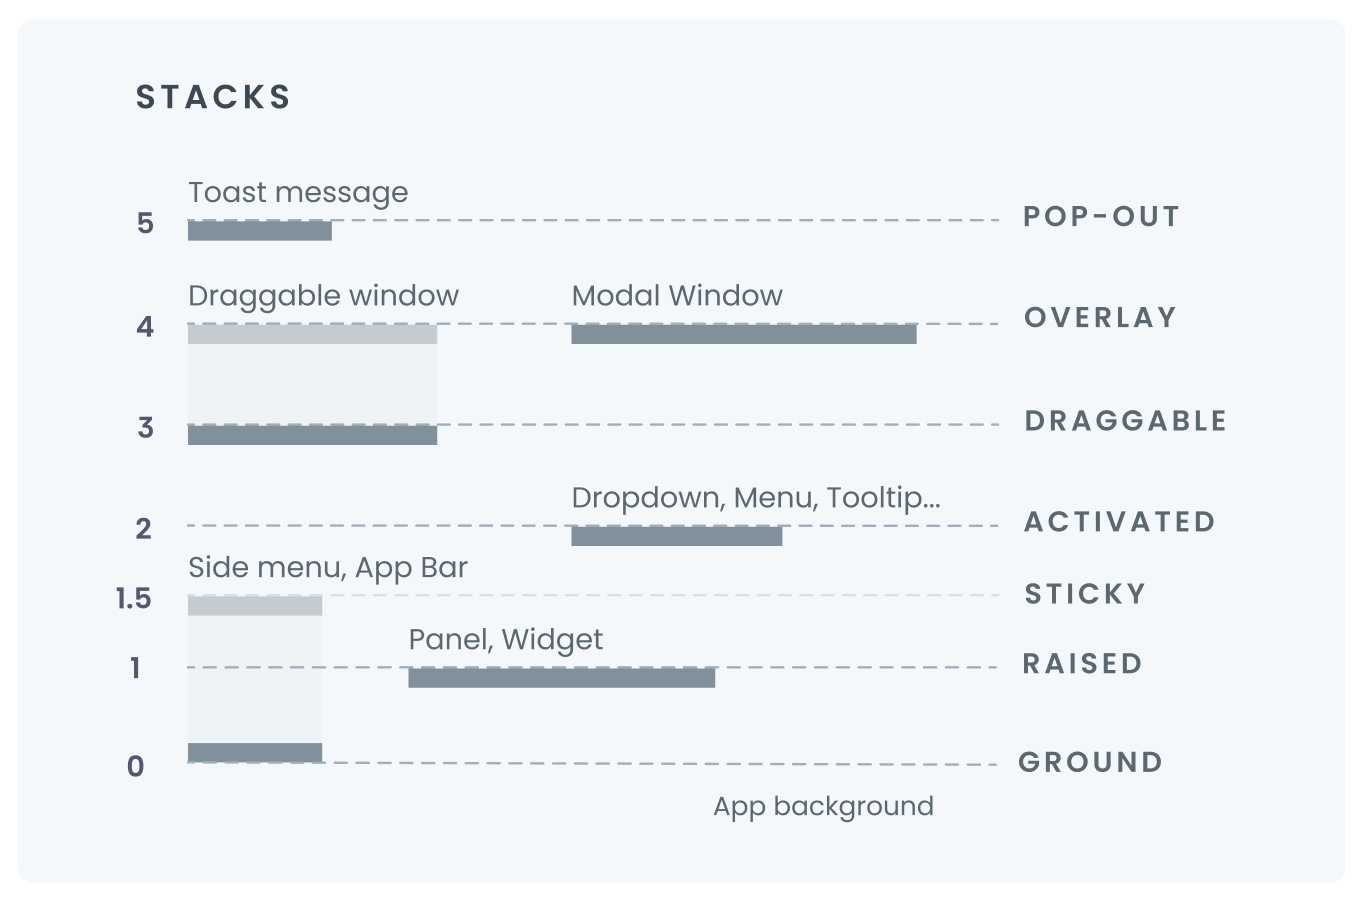 STACKS
Toast message
5 POP-OUT
Draggable window Modal Window
4 OVERLAY
3 DRAGGABLE
Dropdown, Menu, Tooltip...
2 ACTIVATED
Side menu, App Bar
1.5 STICKY
Panel, Widget
1 RAISED
0 GROUND
App background